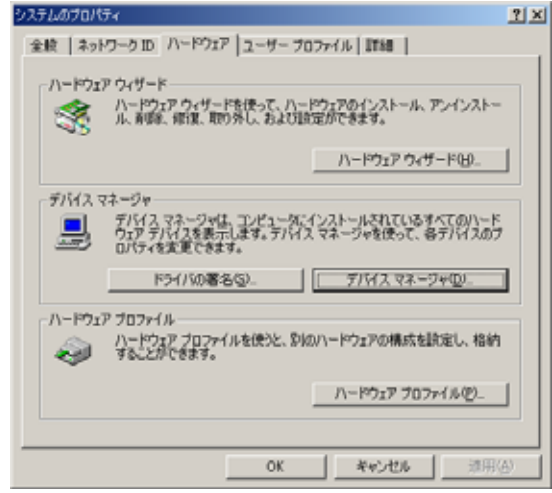 システムのプロパティ
全般 ネットワーク ID ハードウェア ユーザー プロファイル 詳細
ハードウェア ウィザード
ハードウェア ウィザードを使って、ハードウェアのインストール、アンインストー
ル、削除、修復、取り外し、および設定ができます。
ハードウェア ウィザード(H)...
デバイス マネージャ
デバイス マネージャは、コンピュータにインストールされているすべてのハード
ウェア デバイスを表示します。デバイス マネージャを使って、各デバイスのプ
ロパティを変更できます。
ドライバの署名(S)... デバイス マネージャ(D)...
ハードウェア プロファイル
ハードウェア プロファイルを使うと、別のハードウェアの構成を設定し、格納
することができます。
ハードウェア プロファイル(P)...
OK キャンセル 適用(A)